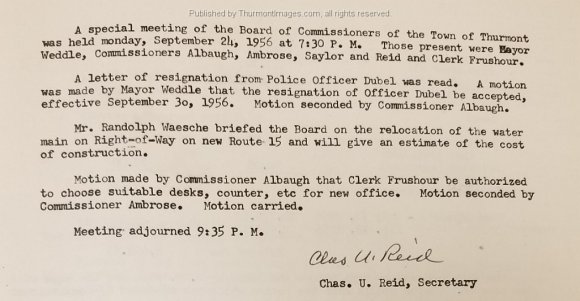 Published by ThurmontImages.com, all rights reserved
A special meeting of the Board of Commissioners of the Town of Thurmont
was held monday, September 24, 1956 at 7:30 P. M. Those present were Mayor
Weddle, Commissioners Albaugh, Ambrose, Saylor and Reid and Clerk Frushour.
A letter of resignation from Police Officer Dubel was read. A motion
was made by Mayor Weddle that the resignation of Officer Dubel be accepted,
effective September 30, 1956. Motion seconded by Commissioner Albaugh.
Mr. Randolph Waesche briefed the Board on the relocation of the water
main on Right-of-Way on new Route 15 and will give an estimate of the cost
of construction.
Motion made by Commissioner Albaugh that Clerk Frushour be authorized
to choose suitable desks, counter, etc for new office. Motion seconded by
Commissioner Ambrose. Motion carried.
Meeting adjourned 9:35 P. M.
Chas U. Reid
Chas. U. Reid, Secretary